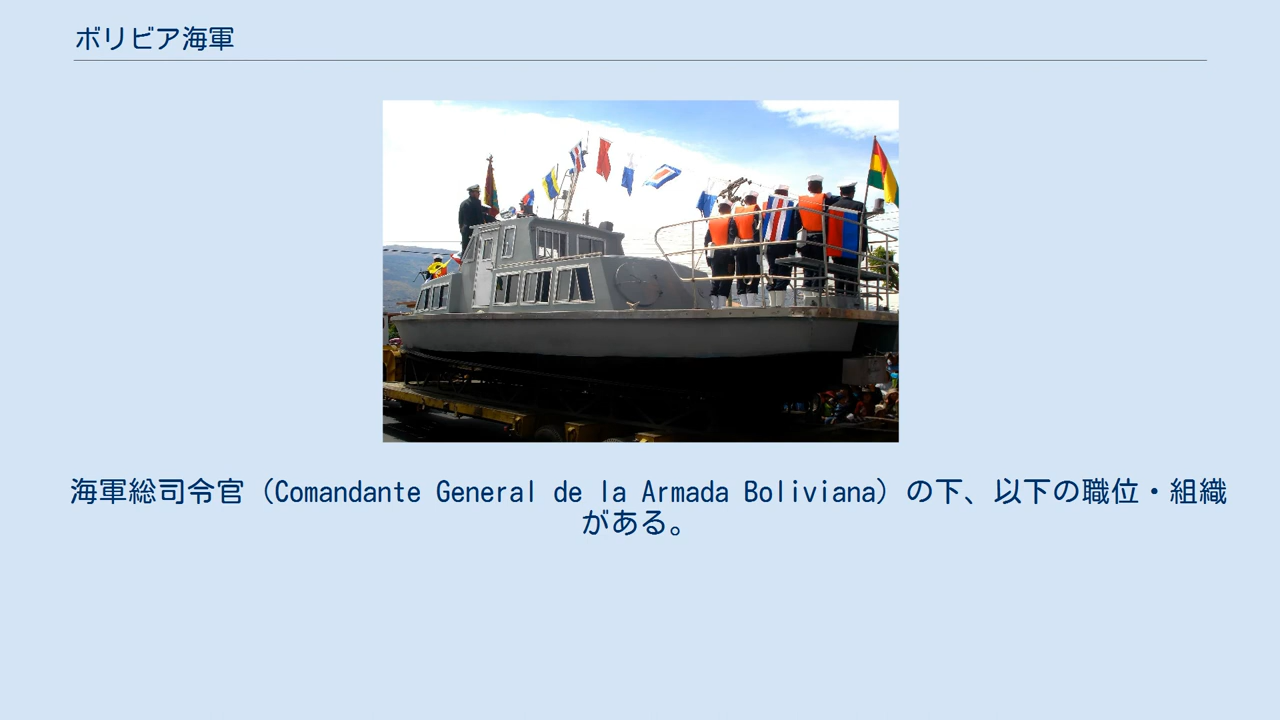 ボリビア海軍
海軍総司令官（Comandante General de la Armada Boliviana）の下、以下の職位・組織
がある。